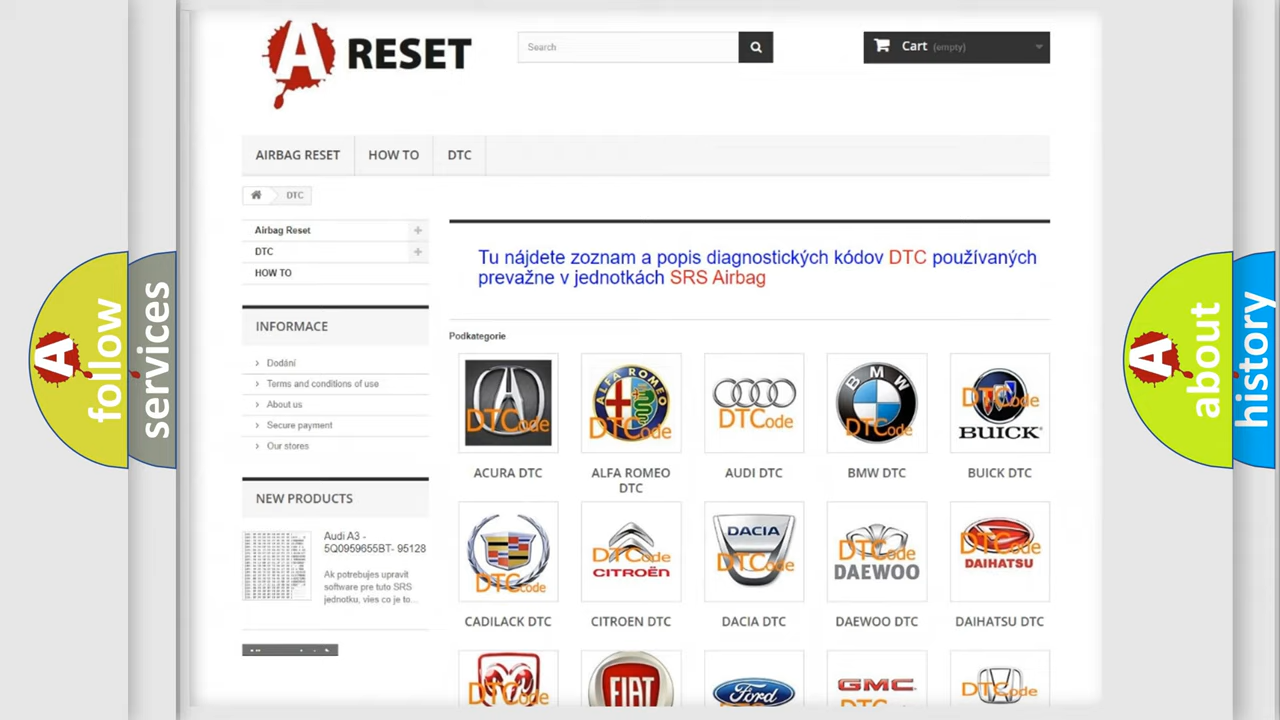 A RESET
Search
Cart (empty)
AIRBAG RESET
HOW TO
DTC
DTC
Airbag Reset
DTC
HOW TO
Tu nájdete zoznam a popis diagnostických kódov DTC používaných
prevažne v jednotkách SRS Airbag
INFORMACE
Dodání
Terms and conditions of use
About us
Secure payment
Our stores
NEW PRODUCTS
Audi A3 -
5Q0959655BT- 95128
Ak potrebujes upravit
software pre tuto SRS
jednotku, vies co je to...
Podkategorie
DTCode
ALFA ROMEO
DTCode
DTCode
BMW
DTCode
DTCode
BUICK
ACURA DTC
ALFA ROMEO
DTC
AUDI DTC
BMW DTC
BUICK DTC
DTCode
DTCode
CITROËN
DACIA
DTCode
DTCode
DAEWOO
DTCode
DAIHATSU
CADILACK DTC
CITROEN DTC
DACIA DTC
DAEWOO DTC
DAIHATSU DTC
DTCode
FIAT
Ford
GMC
DTCode
A follow
services
A about
history